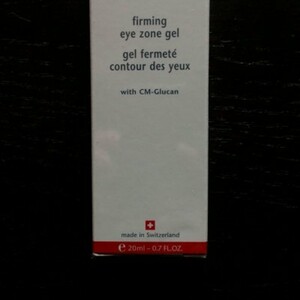 firming
eye zone gel
gel fermeté
contour des yeux
with CM-Glucan
made in Switzerland
℮ 20ml – 0.7 FL.OZ.